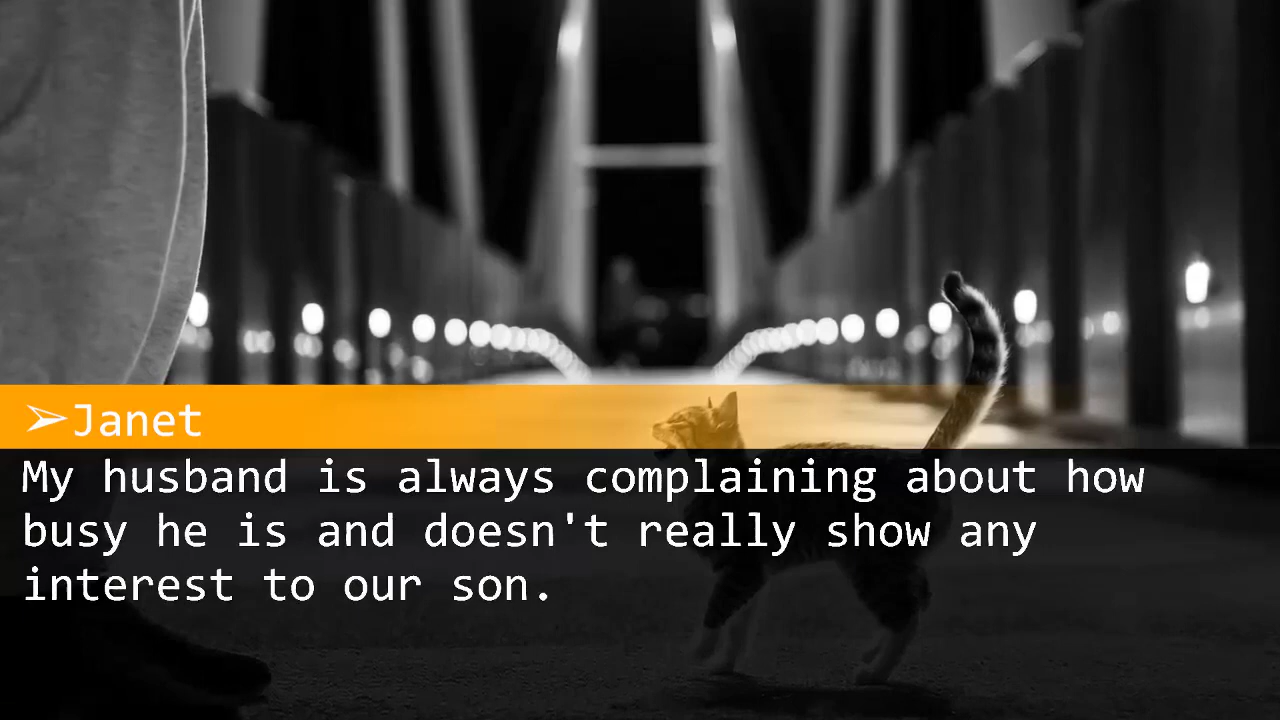 ➢Janet
My husband is always complaining about how
busy he is and doesn't really show any
interest to our son.